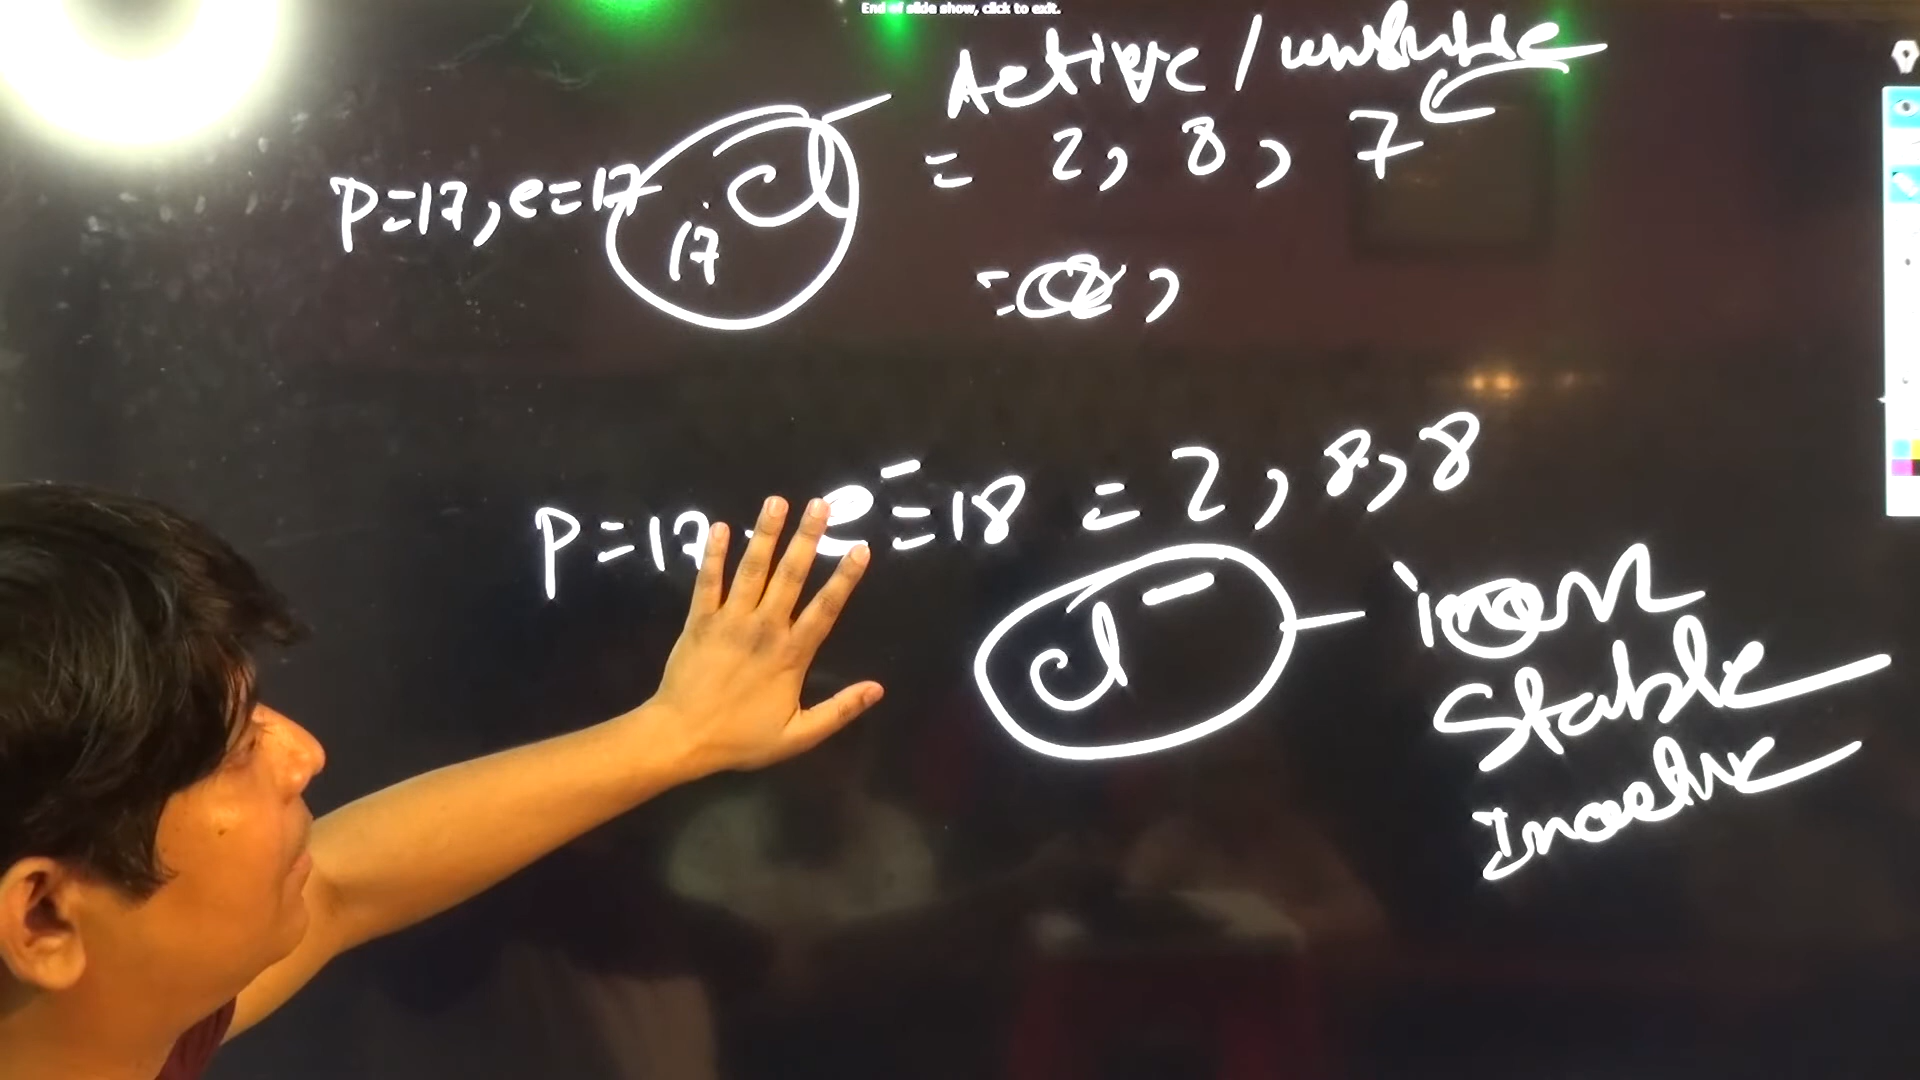 End of slide show, click to exit.
Active / unstable
P=17, e=17 Cl = 2, 8, 7
17
= ,
P=17 e⁻=18 = 2, 8, 8
Cl⁻
Stable
Inactive